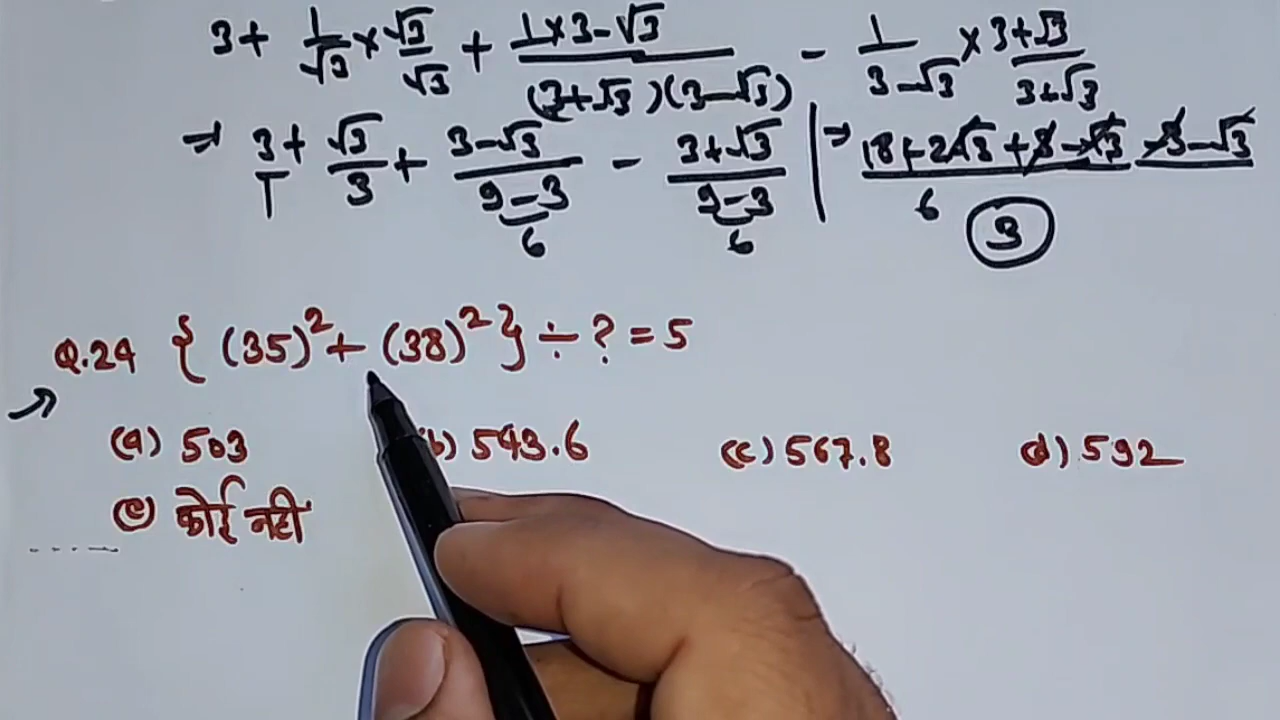 3 + 1/√3 × √3/√3 + 1×3-√3/(3+√3)(3-√3) - 1/3-√3 × 3+√3/3+√3
⇒ 3/1 + √3/3 + 3-√3/9-3 - 3+√3/9-3 | ⇒ 18+2√3+3-√3-3-√3/6
6 6 3
Q.24 { (35)² + (38)² } ÷ ? = 5
(a) 503 (b) 543.6 (c) 567.8 (d) 592
(e) कोई नही